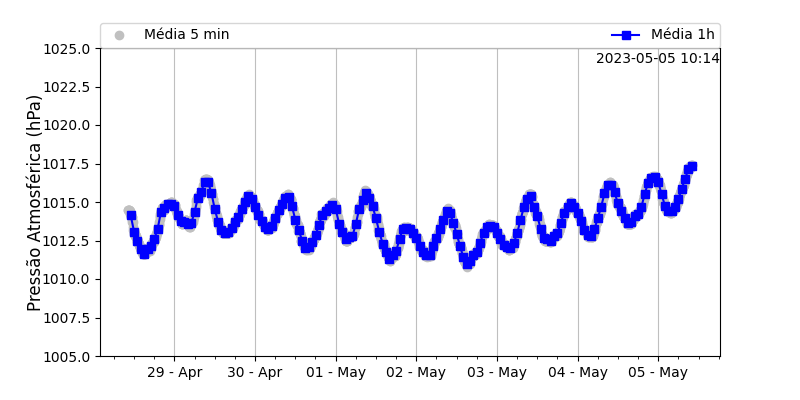 Média 5 min
Média 1h
2023-05-05 10:14
Pressão Atmosférica (hPa)
1025.0
1022.5
1020.0
1017.5
1015.0
1012.5
1010.0
1007.5
1005.0
29 - Apr
30 - Apr
01 - May
02 - May
03 - May
04 - May
05 - May